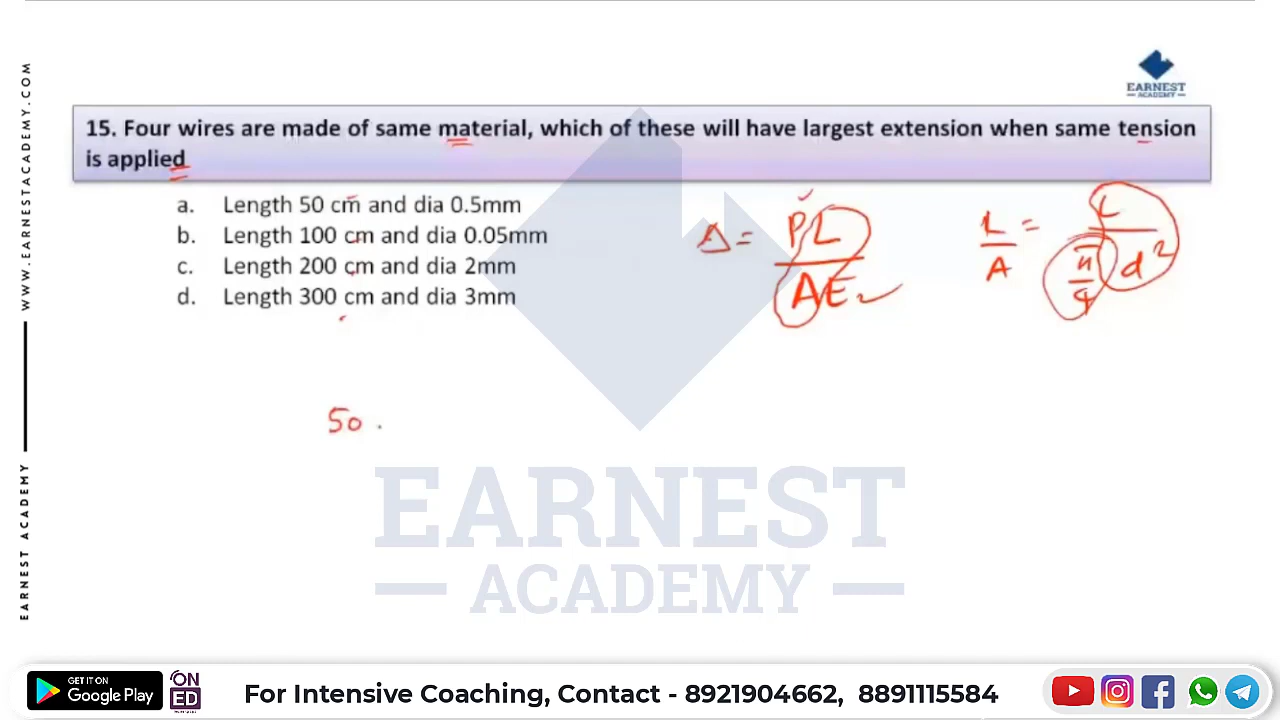 WWW.EARNESTACADEMY.COM
EARNEST ACADEMY
EARNEST
ACADEMY
15. Four wires are made of same material, which of these will have largest extension when same tension
is applied
a. Length 50 cm and dia 0.5mm
b. Length 100 cm and dia 0.05mm
c. Length 200 cm and dia 2mm
d. Length 300 cm and dia 3mm
Δ = PL
AE
L/A = L
π/4 d²
50 .
EARNEST
ACADEMY
GET IT ON
Google Play
ON
ED
For Intensive Coaching, Contact - 8921904662, 8891115584